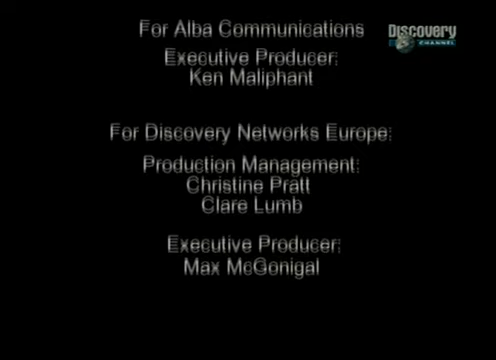 For Alba Communications
Executive Producer:
Ken Maliphant
Discovery
CHANNEL
For Discovery Networks Europe:
Production Management:
Christine Pratt
Clare Lumb
Executive Producer:
Max McGonigal